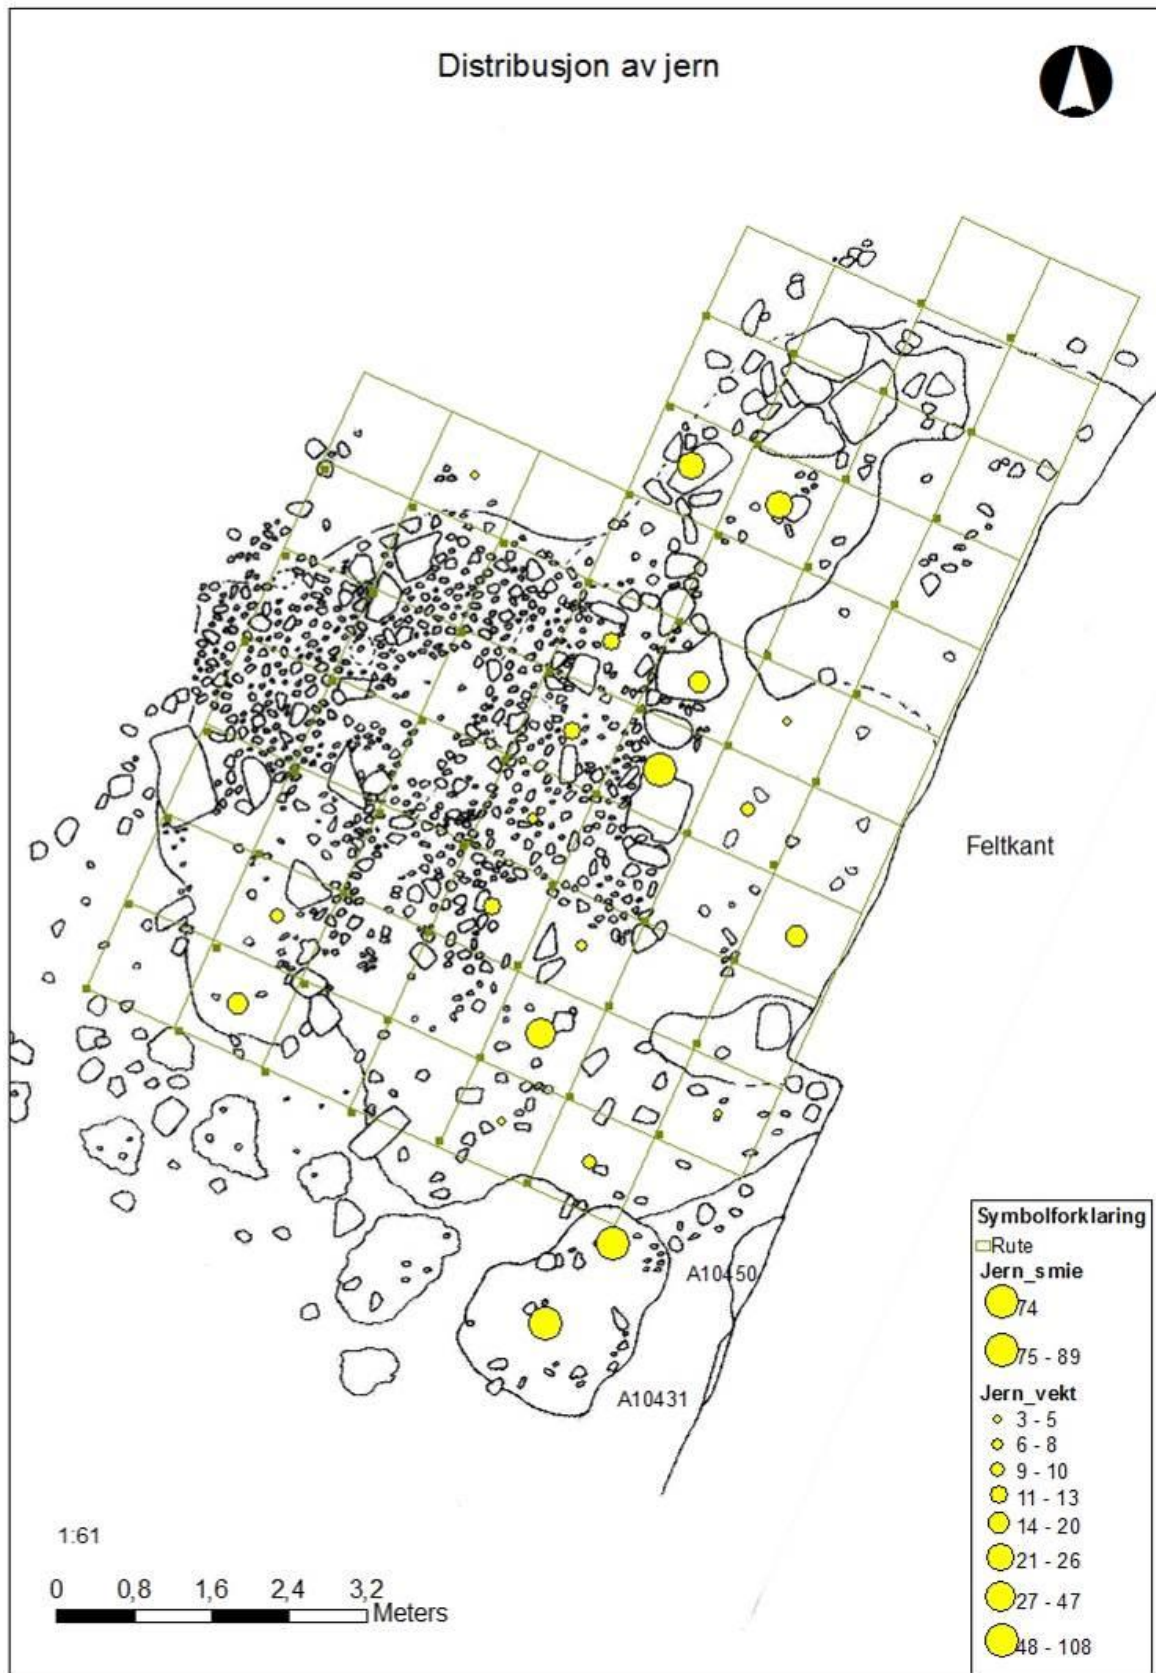 Distribusjon av jern
Feltkant
A10450
A10431
Symbolforklaring
Rute
Jern_smie
74
75 - 89
Jern_vekt
3 - 5
6 - 8
9 - 10
11 - 13
14 - 20
21 - 26
27 - 47
48 - 108
1:61
0 0,8 1,6 2,4 3,2
Meters